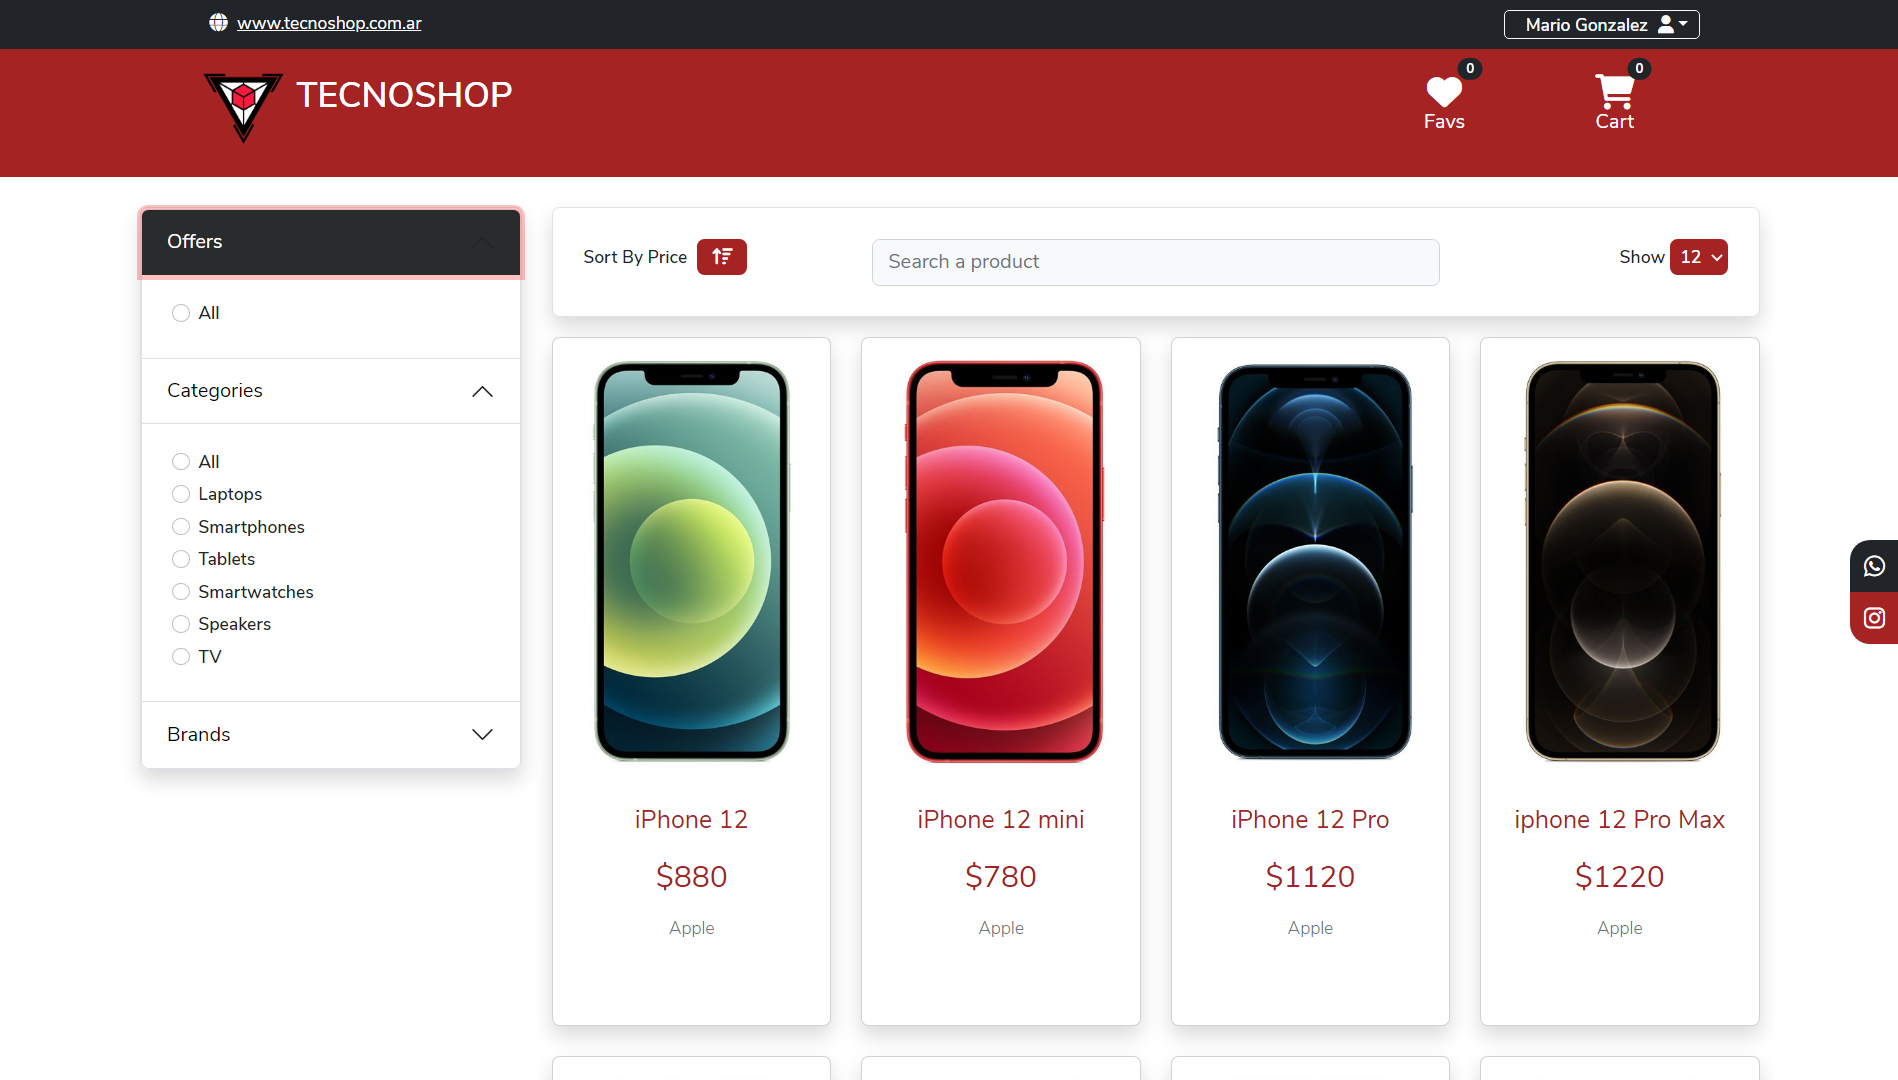 www.tecnoshop.com.ar
Mario Gonzalez
TECNOSHOP
0
Favs
0
Cart
Offers
All
Categories
All
Laptops
Smartphones
Tablets
Smartwatches
Speakers
TV
Brands
Sort By Price
Search a product
Show 12
iPhone 12
$880
Apple
iPhone 12 mini
$780
Apple
iPhone 12 Pro
$1120
Apple
iphone 12 Pro Max
$1220
Apple